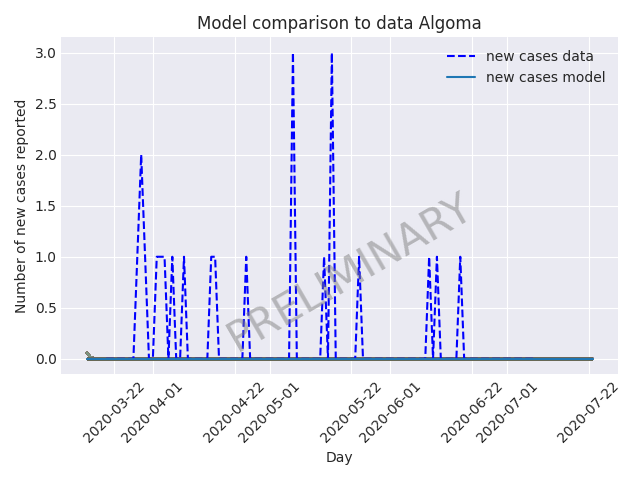 Model comparison to data Algoma
new cases data
new cases model
Number of new cases reported
3.0
2.5
2.0
1.5
1.0
0.5
0.0
PRELIMINARY
2020-03-22
2020-04-01
2020-04-22
2020-05-01
2020-05-22
2020-06-01
2020-06-22
2020-07-01
2020-07-22
Day